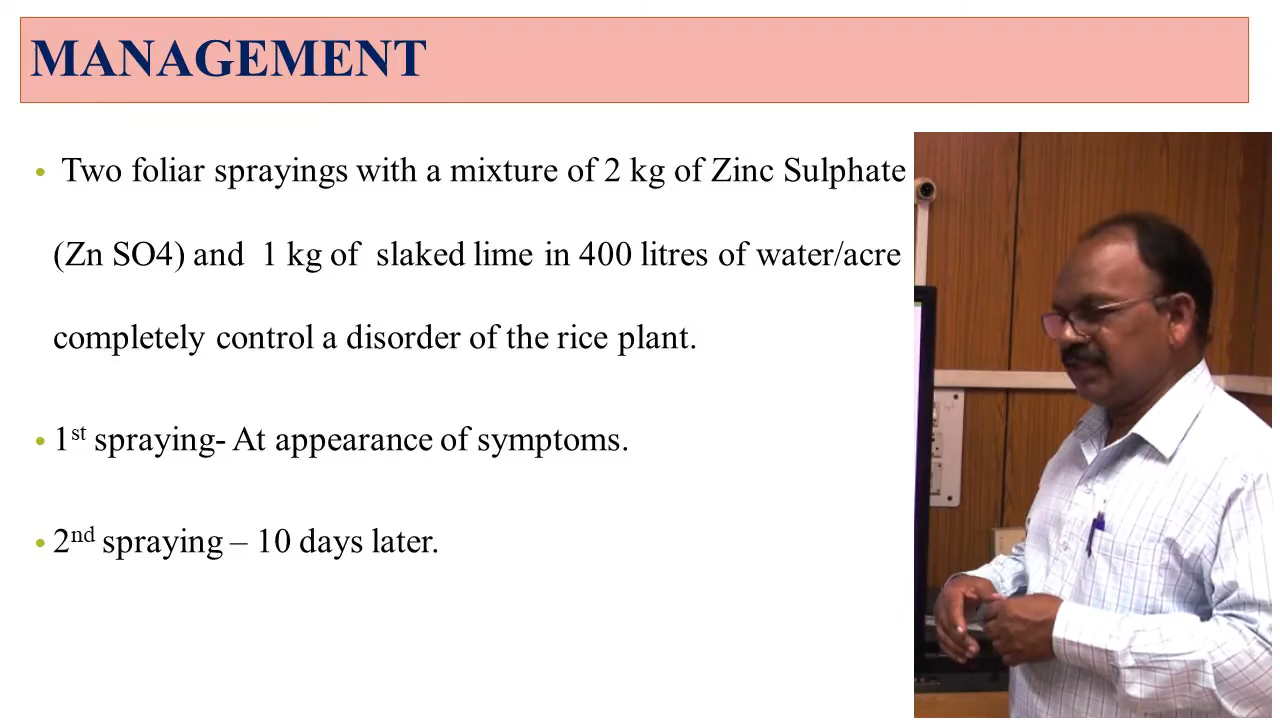 MANAGEMENT
• Two foliar sprayings with a mixture of 2 kg of Zinc Sulphate
(Zn SO4) and 1 kg of slaked lime in 400 litres of water/acre
completely control a disorder of the rice plant.
• 1st spraying- At appearance of symptoms.
• 2nd spraying – 10 days later.